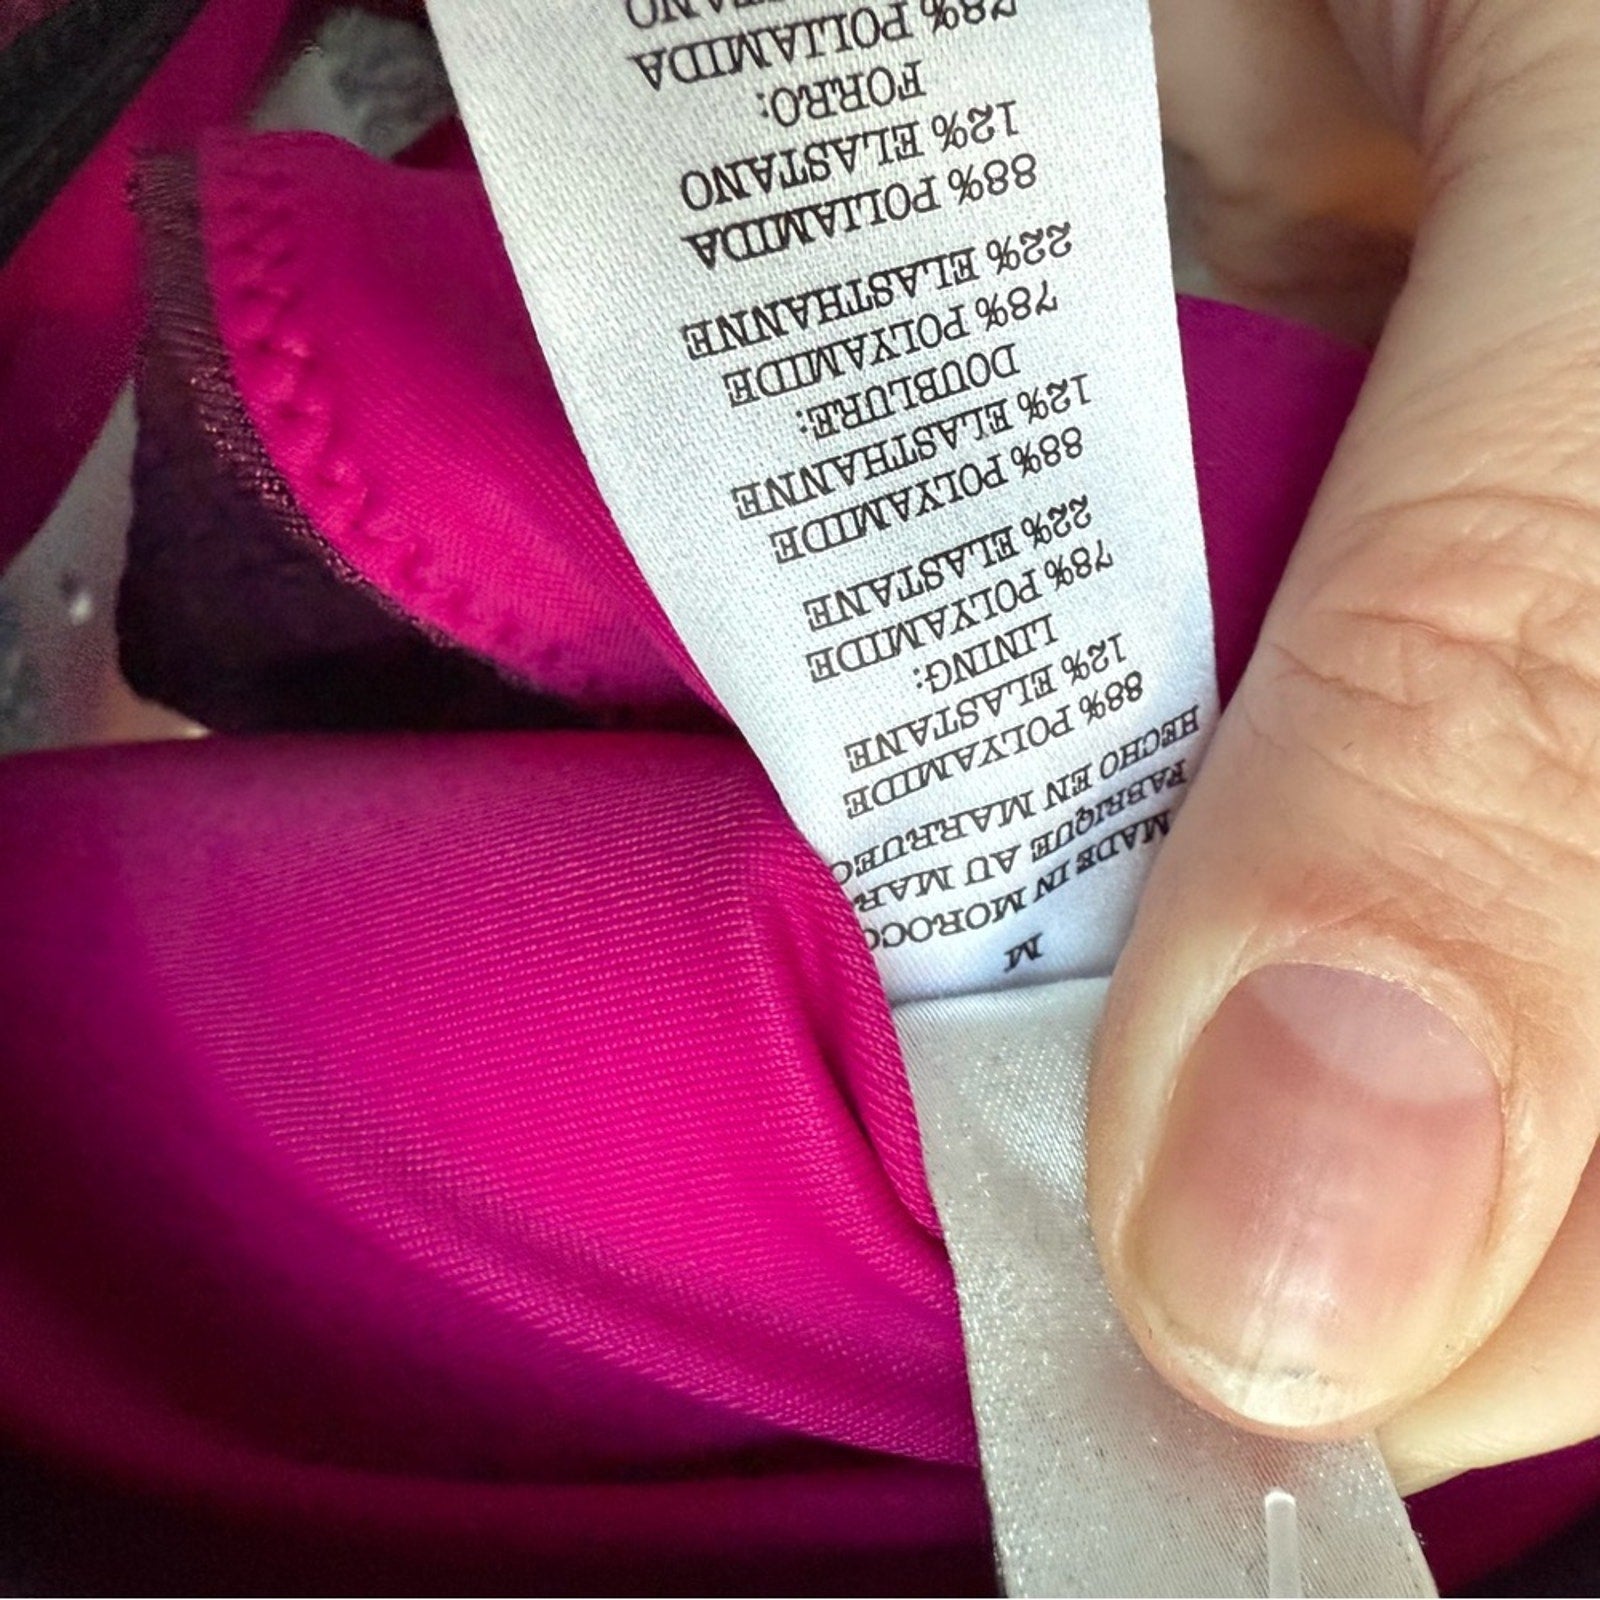 M
MADE IN MOROCC
FABRIQUE AU MAR
HECHO EN MARRUEC
88% POLYAMIDE
12% ELASTANE
LINING:
78% POLYAMIDE
22% ELASTANE
88% POLYAMIDE
12% ELASTHANNE
DOUBLURE:
78% POLYAMIDE
22% ELASTHANNE
88% POLIAMIDA
12% ELASTANO
FORRO:
78% POLIAMIDA